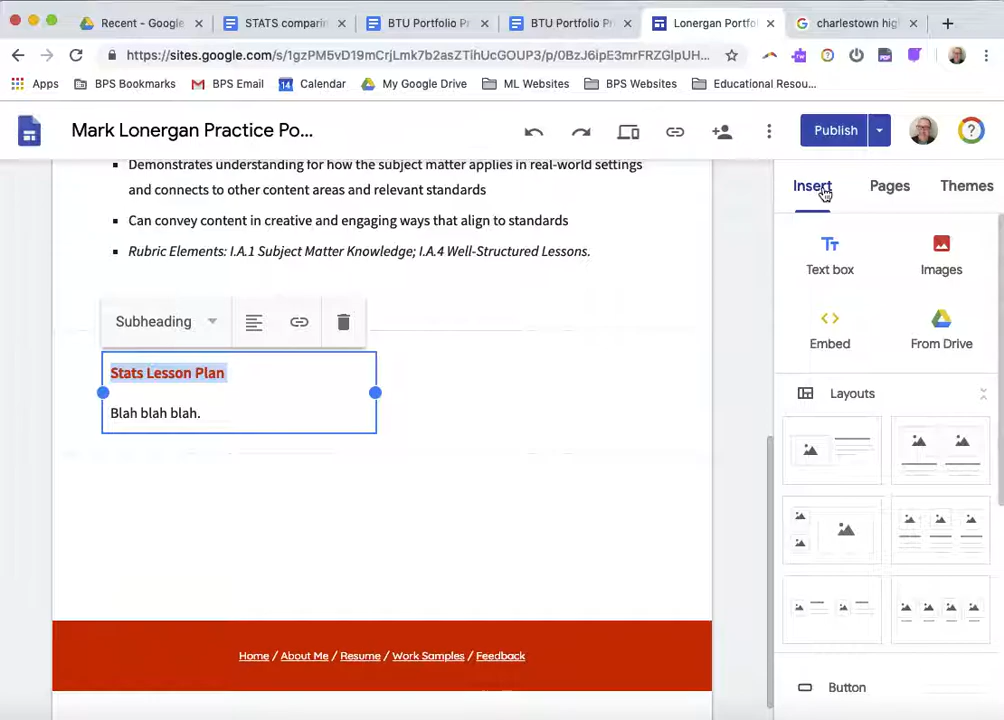 Recent - Google Drive
STATS comparin
BTU Portfolio Pr
BTU Portfolio Pr
Lonergan Portfo
charlestown hig
https://sites.google.com/s/1gzPM5vD19mCrjLmk7b2asZTihUcGOUP3/p/0BzJ6ipE3mrFRZGlpUH...
Apps
BPS Bookmarks
BPS Email
Calendar
My Google Drive
ML Websites
BPS Websites
Educational Resou...
Mark Lonergan Practice Po...
Publish
Demonstrates understanding for how the subject matter applies in real-world settings
and connects to other content areas and relevant standards
Can convey content in creative and engaging ways that align to standards
Rubric Elements: I.A.1 Subject Matter Knowledge; I.A.4 Well-Structured Lessons.
Subheading
Stats Lesson Plan
Blah blah blah.
Home / About Me / Resume / Work Samples / Feedback
Insert
Pages
Themes
Text box
Images
Embed
From Drive
Layouts
Button